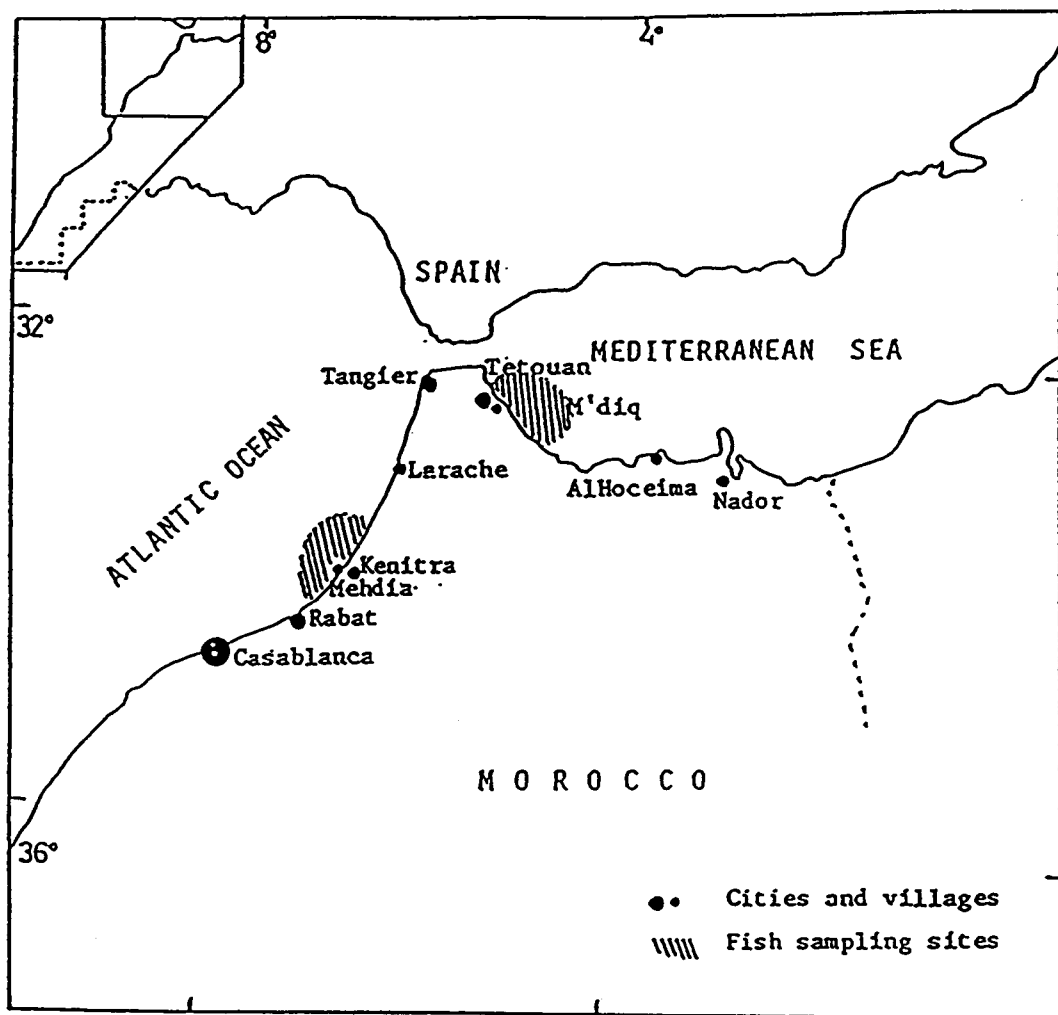 8°
4°
SPAIN
32°
MEDITERRANEAN SEA
Tetouan
Tangier
M'diq
ATLANTIC OCEAN
Larache
AlHoceima
Nador
Kenitra
Mehdia
Rabat
Casablanca
MOROCCO
36°
Cities and villages
Fish sampling sites